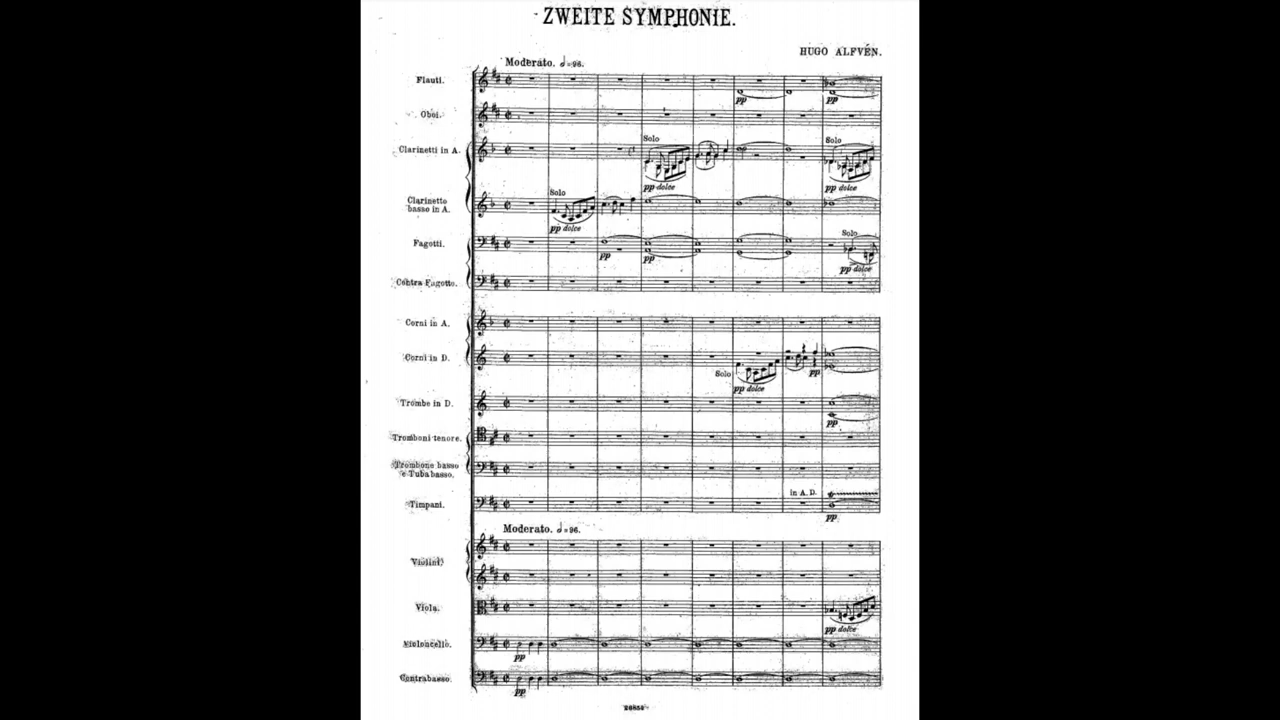 ZWEITE SYMPHONIE.
HUGO ALFVÉN.
Moderato. 𝅗𝅥=96.
Flauti.
pp
pp
Oboi.
Clarinetti in A.
Solo
Solo
pp dolce
pp dolce
Clarinetto
basso in A.
Solo
pp dolce
Fagotti.
Solo
pp
pp
pp dolce
Contra Fagotto.
Corni in A.
Corni in D.
Solo
pp
pp dolce
Trombe in D.
pp
Tromboni tenore.
Trombone basso
e Tuba basso.
Timpani.
in A. D.
pp
Moderato. 𝅗𝅥=96.
Violini.
Viola.
pp dolce
Violoncello.
pp
Contrabasso.
pp